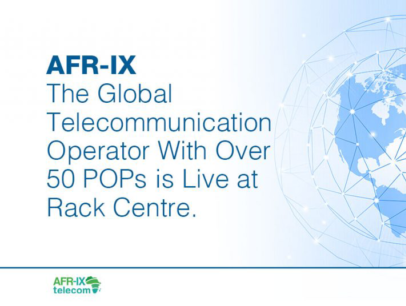 AFR-IX
The Global
Telecommunication
Operator With Over
50 POPs is Live at
Rack Centre.
AFR-IX
telecom